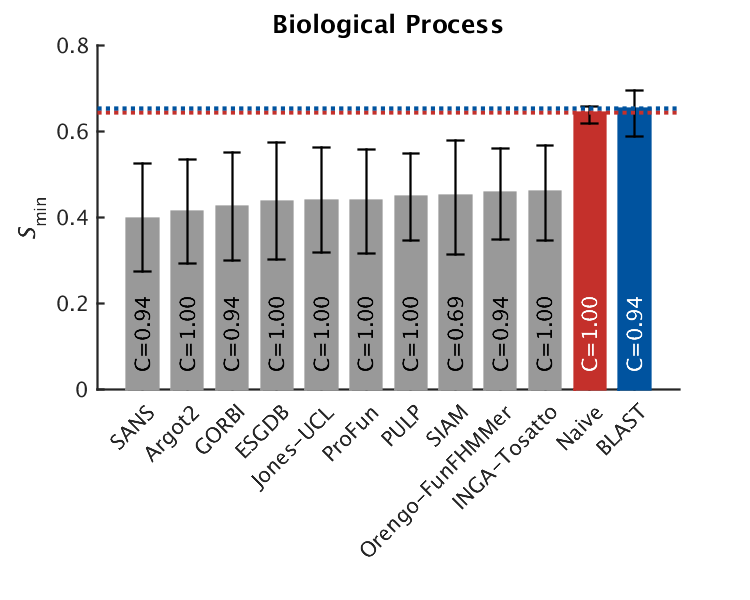 Biological Process
0.8
0.6
0.4
0.2
0
Smin
C=0.94
C=1.00
C=0.94
C=1.00
C=1.00
C=1.00
C=1.00
C=0.69
C=0.94
C=1.00
C=1.00
C=0.94
SANS
Argot2
GORBI
ESGDB
Jones-UCL
ProFun
PULP
SIAM
Orengo-FunFHMMer
INGA-Tosatto
Naive
BLAST